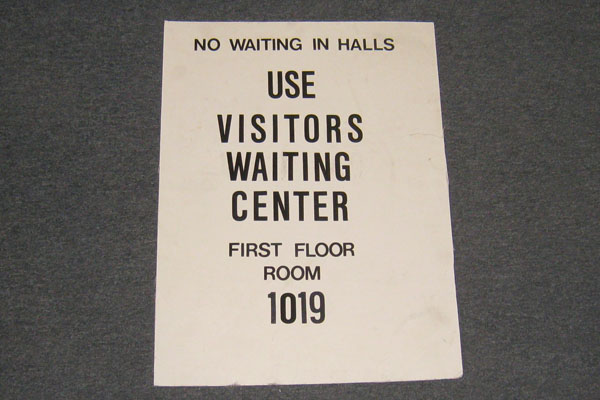 NO WAITING IN HALLS
USE
VISITORS
WAITING
CENTER
FIRST FLOOR
ROOM
1019